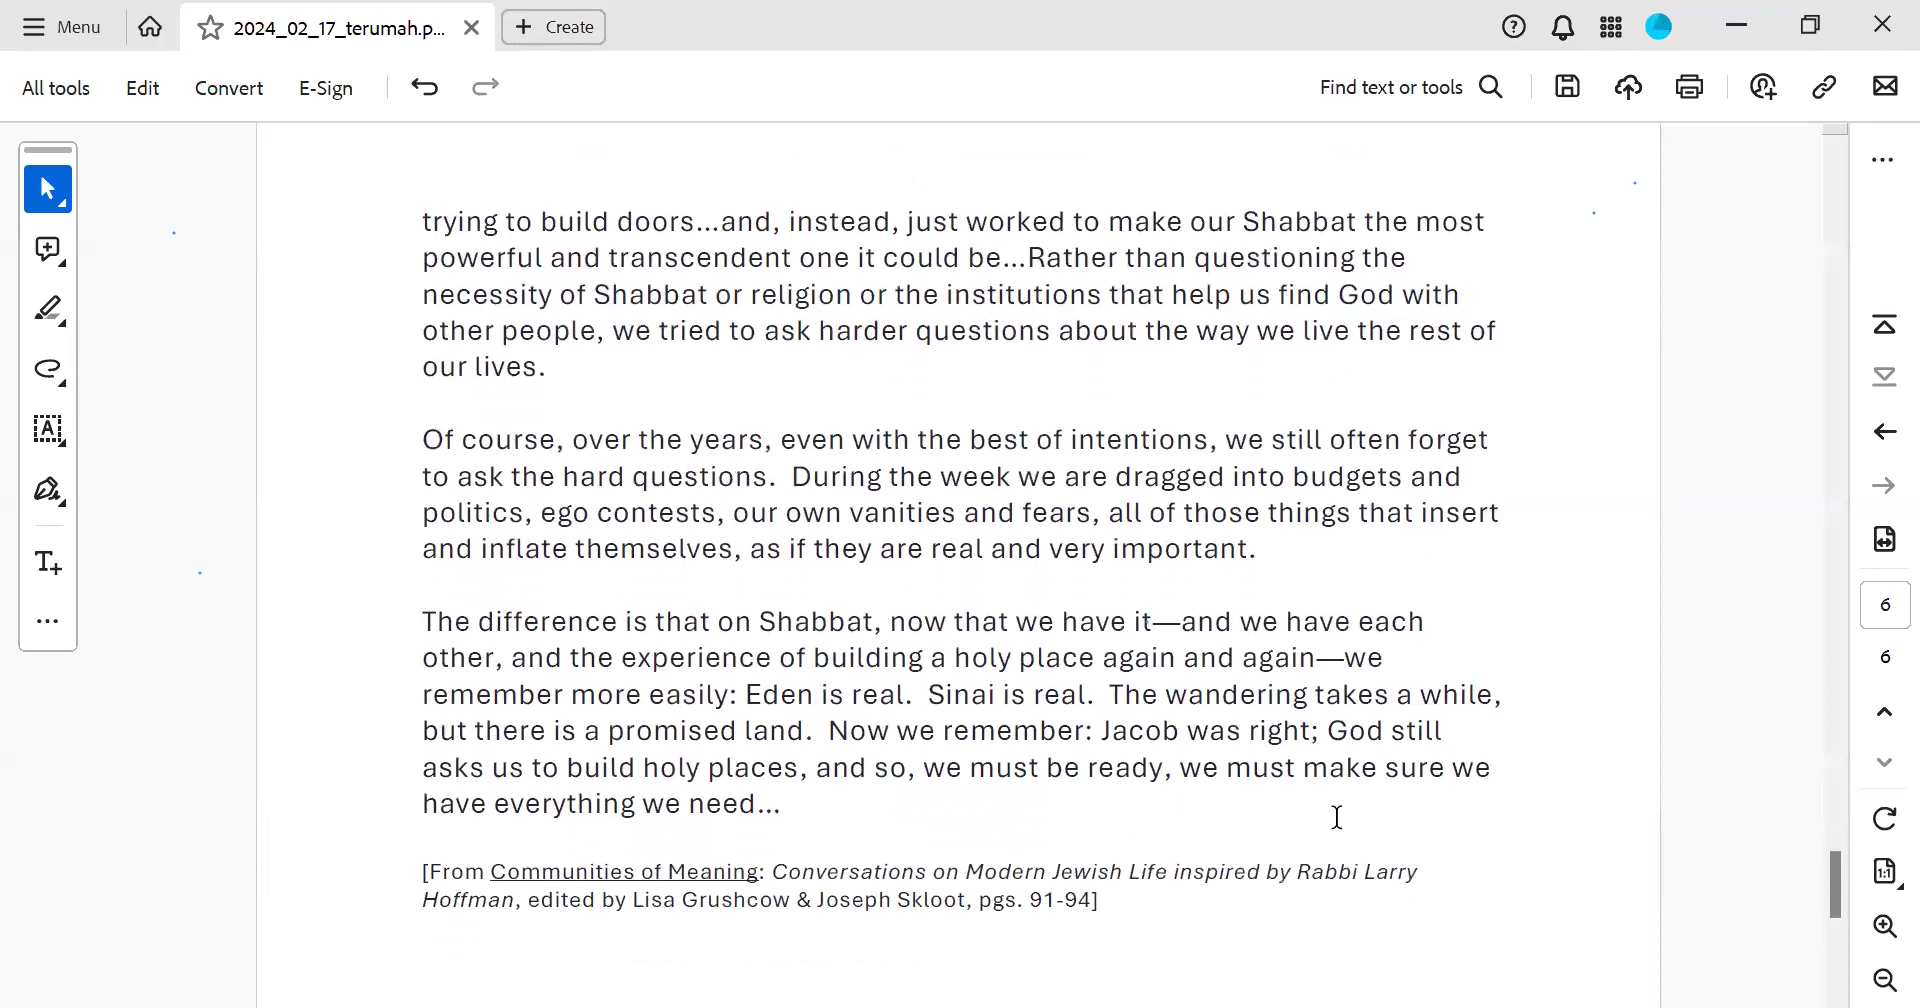 Menu
2024_02_17_terumah.p...
Create
All tools
Edit
Convert
E-Sign
Find text or tools
trying to build doors...and, instead, just worked to make our Shabbat the most
powerful and transcendent one it could be...Rather than questioning the
necessity of Shabbat or religion or the institutions that help us find God with
other people, we tried to ask harder questions about the way we live the rest of
our lives.
Of course, over the years, even with the best of intentions, we still often forget
to ask the hard questions.  During the week we are dragged into budgets and
politics, ego contests, our own vanities and fears, all of those things that insert
and inflate themselves, as if they are real and very important.
The difference is that on Shabbat, now that we have it—and we have each
other, and the experience of building a holy place again and again—we
remember more easily: Eden is real.  Sinai is real.  The wandering takes a while,
but there is a promised land.  Now we remember: Jacob was right; God still
asks us to build holy places, and so, we must be ready, we must make sure we
have everything we need...
[From Communities of Meaning: Conversations on Modern Jewish Life inspired by Rabbi Larry
Hoffman, edited by Lisa Grushcow & Joseph Skloot, pgs. 91-94]
6
6
1:1